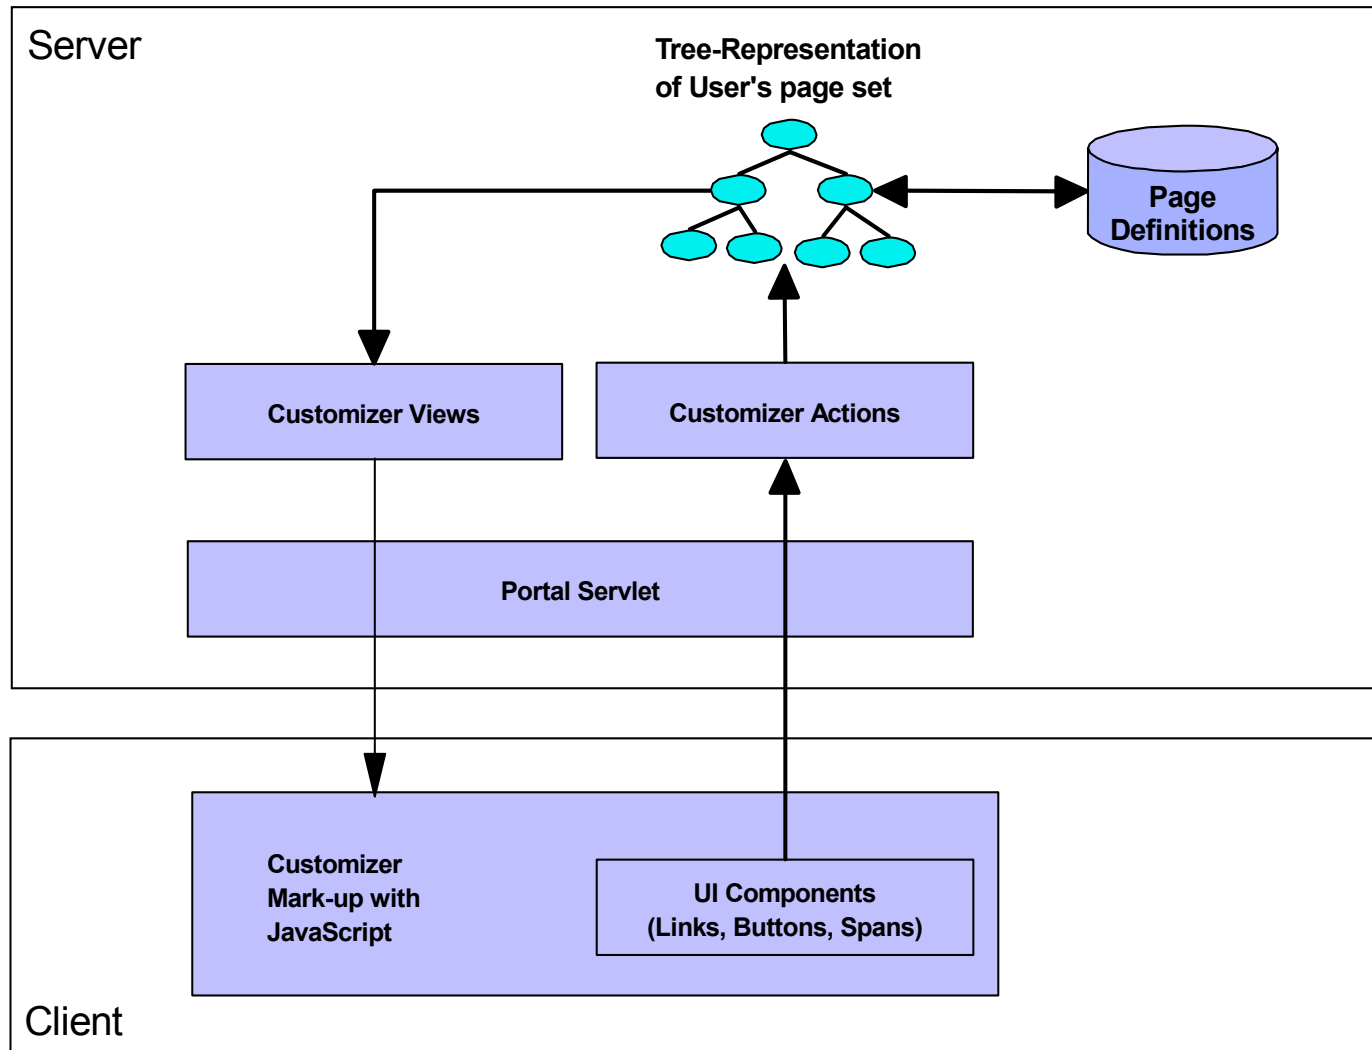 Server
Tree-Representation
of User's page set
Page
Definitions
Customizer Views
Customizer Actions
Portal Servlet
Customizer
Mark-up with
JavaScript
UI Components
(Links, Buttons, Spans)
Client